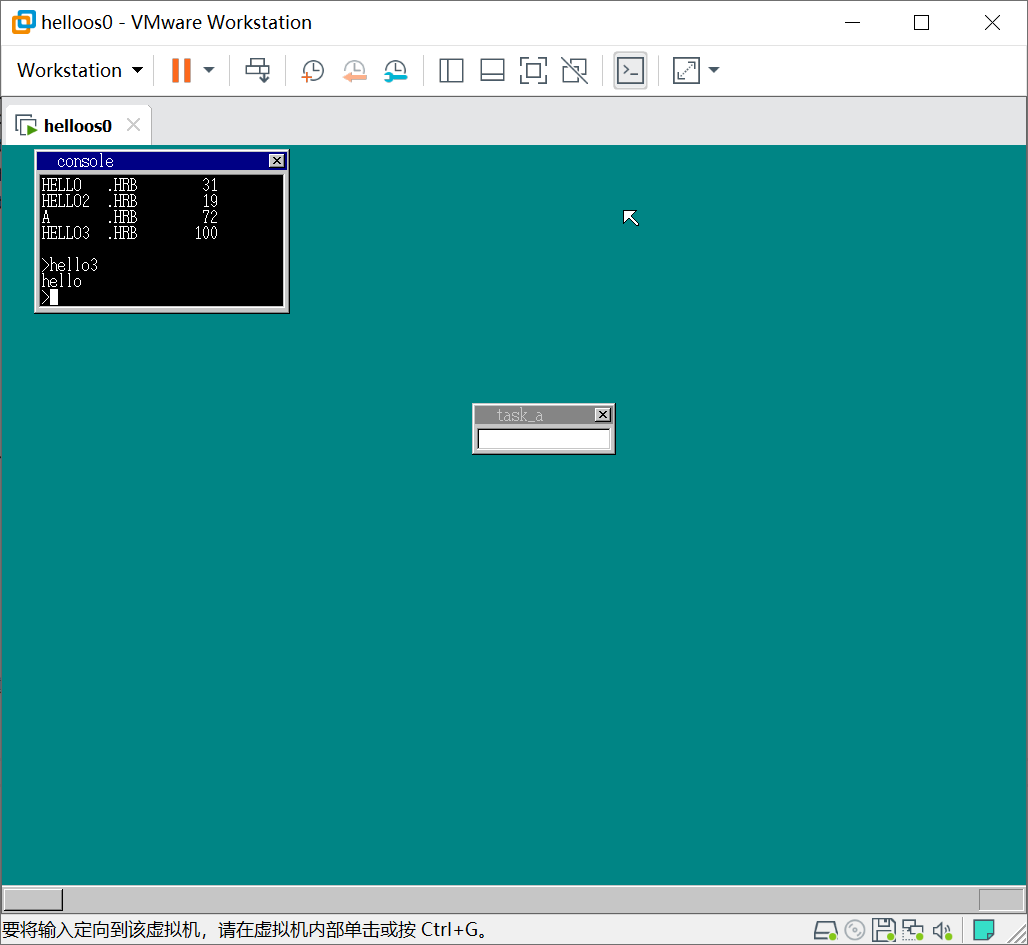 helloos0 - VMware Workstation
Workstation
helloos0
console
HELLO .HRB 31
HELLO2 .HRB 19
A .HRB 72
HELLO3 .HRB 100
>hello3
hello
>
task_a
要将输入定向到该虚拟机，请在虚拟机内部单击或按 Ctrl+G。